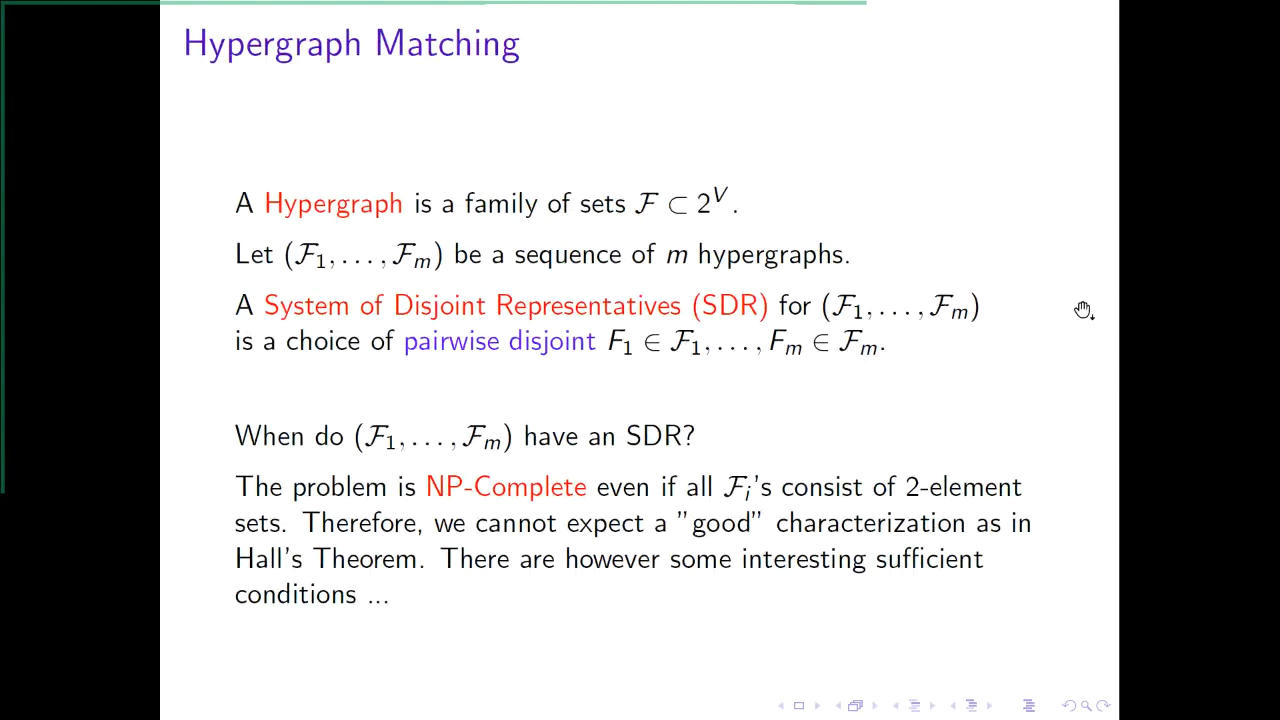 Hypergraph Matching
A Hypergraph is a family of sets ℱ ⊂ 2^V.
Let (ℱ₁, . . . , ℱₘ) be a sequence of m hypergraphs.
A System of Disjoint Representatives (SDR) for (ℱ₁, . . . , ℱₘ)
is a choice of pairwise disjoint F₁ ∈ ℱ₁, . . . , Fₘ ∈ ℱₘ.
When do (ℱ₁, . . . , ℱₘ) have an SDR?
The problem is NP-Complete even if all ℱᵢ's consist of 2-element
sets. Therefore, we cannot expect a "good" characterization as in
Hall's Theorem. There are however some interesting sufficient
conditions ...